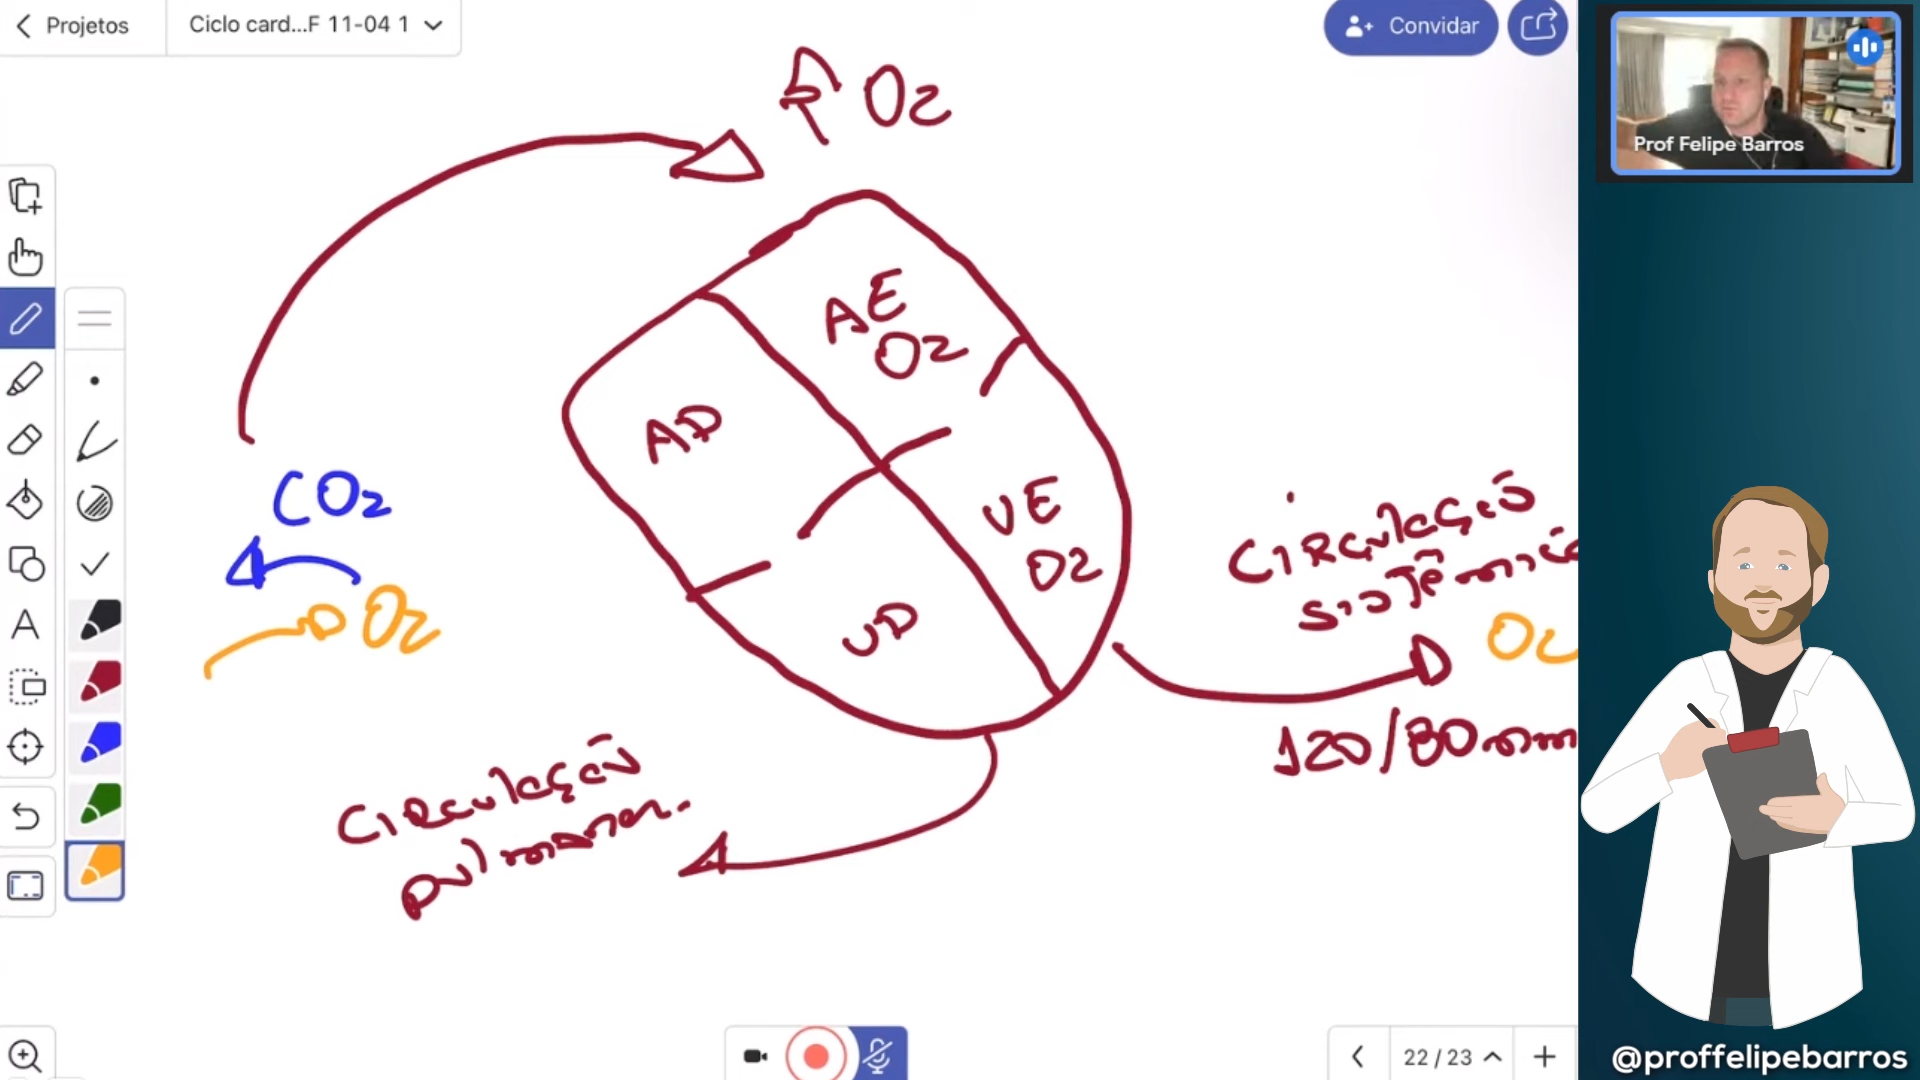 Projetos
Ciclo card...F 11-04 1
Convidar
Prof Felipe Barros
O2
AE
O2
AD
CO2
O2
VE
O2
VD
Circulação
sistêmica
O2
120/80mm
Circulação
pulmonar.
A
22 / 23
@proffelipebarros